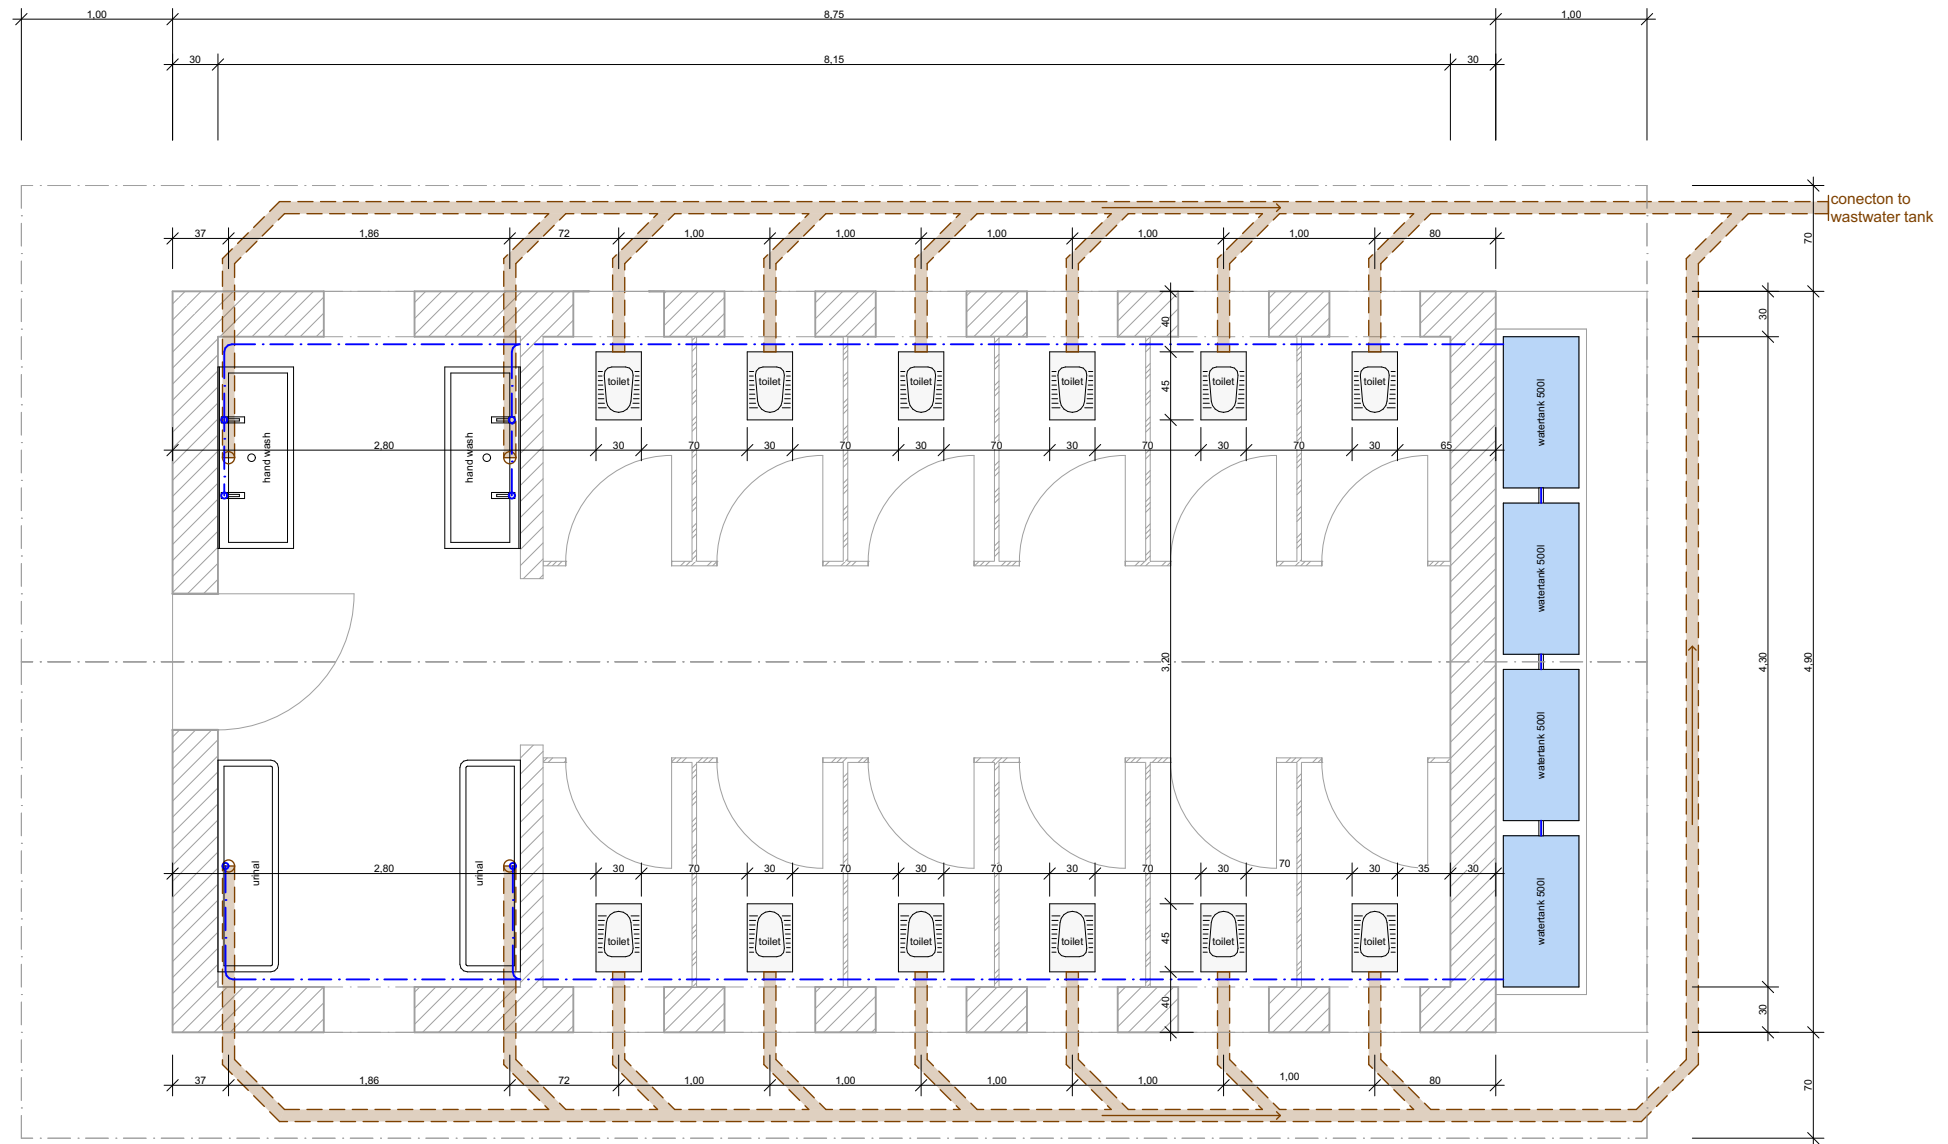 1,00
8,75
1,00
30
8,15
30
conecton to
wastwater tank
37
1,86
72
1,00
1,00
1,00
1,00
1,00
80
70
40
30
toilet
toilet
toilet
toilet
toilet
toilet
45
watertank 500l
hand wash
hand wash
2,80
30
70
30
70
30
70
30
70
30
70
30
65
watertank 500l
3,20
4,30
4,90
watertank 500l
urinal
urinal
2,80
30
70
30
70
30
70
30
70
30
70
30
35
30
watertank 500l
45
toilet
toilet
toilet
toilet
toilet
toilet
40
30
37
1,86
72
1,00
1,00
1,00
1,00
1,00
80
70